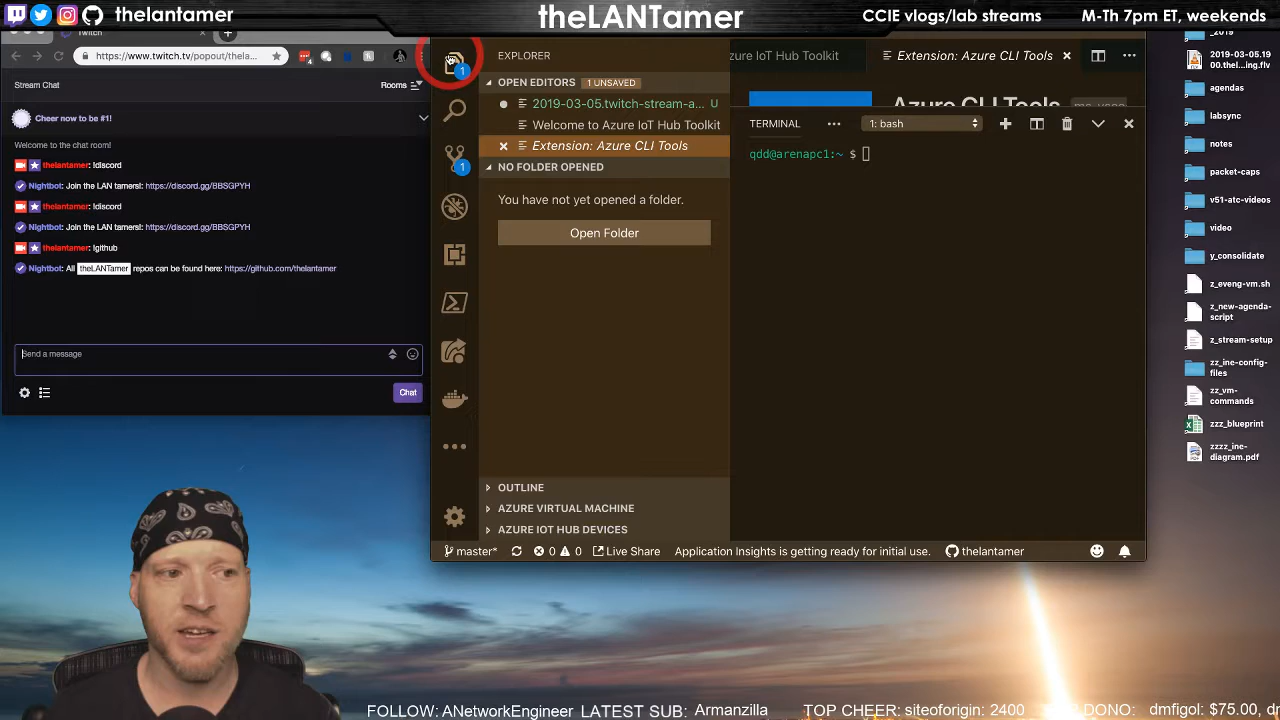 theLANTamer
theLANTamer
CCIE vlogs/lab streams
M-Th 7pm ET, weekends
Twitch
https://www.twitch.tv/popout/thela...
Stream Chat
Rooms
Cheer now to be #1!
Welcome to the chat room!
thelantamer: !discord
Nightbot: Join the LAN tamers!: https://discord.gg/BBSGPYH
thelantamer: !discord
Nightbot: Join the LAN tamers!: https://discord.gg/BBSGPYH
thelantamer: !github
Nightbot: All theLANTamer repos can be found here: https://github.com/thelantamer
Send a message
Chat
1
1
EXPLORER
OPEN EDITORS 1 UNSAVED
2019-03-05.twitch-stream-a... U
Welcome to Azure IoT Hub Toolkit
Extension: Azure CLI Tools
NO FOLDER OPENED
You have not yet opened a folder.
Open Folder
OUTLINE
AZURE VIRTUAL MACHINE
AZURE IOT HUB DEVICES
Azure IoT Hub Toolkit
Extension: Azure CLI Tools
Azure CLI Tools
TERMINAL
1: bash
qdd@arenapc1:~ $
master*
0
0
Live Share
Application Insights is getting ready for initial use.
thelantamer
2019-03-05.19
00.the...ing.flv
agendas
notes
packet-caps
v51-atc-videos
video
y_consolidate
z_eveng-vm.sh
z_new-agenda-
script
z_stream-setup
zz_ine-config-
files
zz_vm-
commands
zzz_blueprint
zzzz_ine-
diagram.pdf
FOLLOW: ANetworkEngineer
LATEST SUB: Armanzilla
TOP CHEER: siteoforigin: 2400
DONO: dmfigol: $75.00,